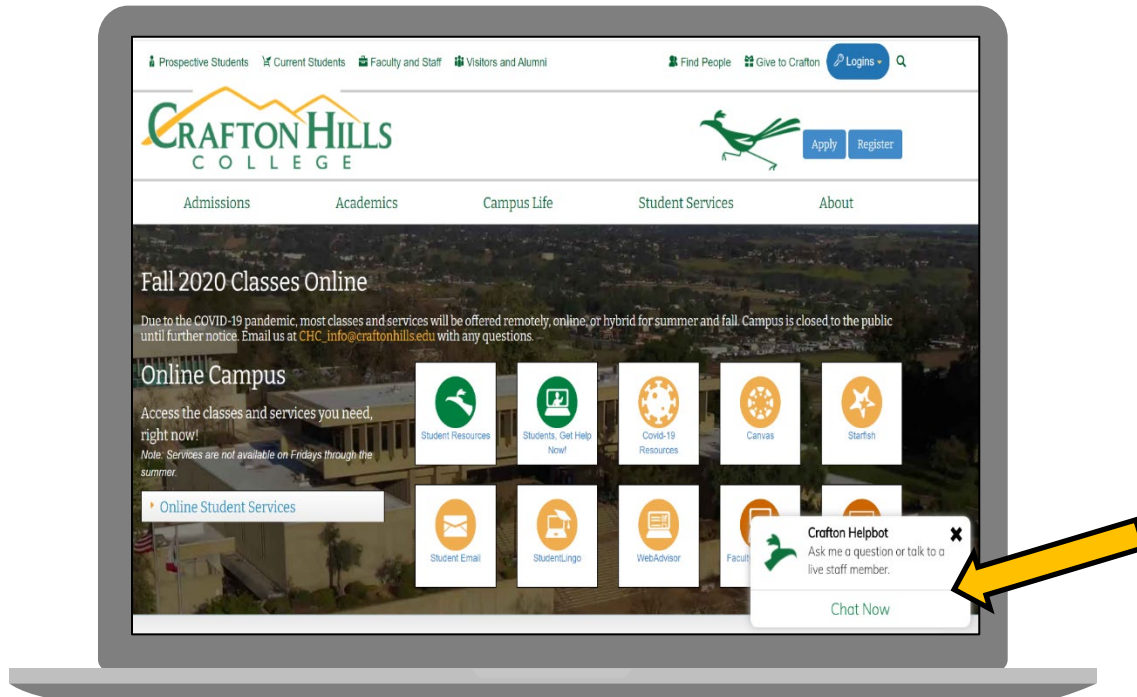 Prospective Students Current Students Faculty and Staff Visitors and Alumni Find People Give to Crafton Logins
CRAFTON HILLS
COLLEGE
Apply Register
Admissions Academics Campus Life Student Services About
Fall 2020 Classes Online
Due to the COVID-19 pandemic, most classes and services will be offered remotely, online, or hybrid for summer and fall. Campus is closed to the public
until further notice. Email us at CHC_info@craftonhills.edu with any questions.
Online Campus
Access the classes and services you need,
right now!
Note: Services are not available on Fridays through the
summer.
Online Student Services
Student Resources
Students, Get Help
Now!
Covid-19
Resources
Canvas
Starfish
Student Email
StudentLingo
WebAdvisor
Crafton Helpbot
Ask me a question or talk to a
live staff member.
Chat Now